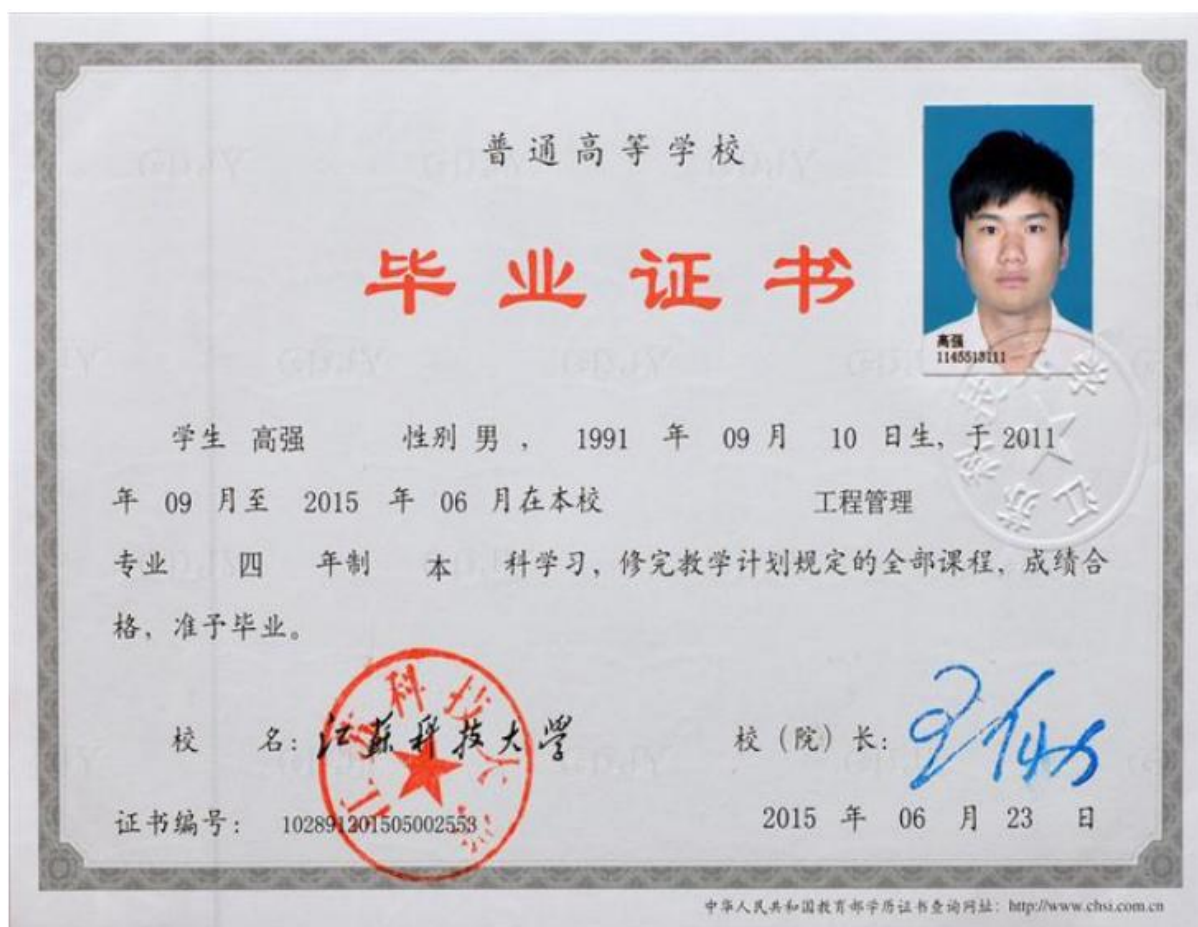 普通高等学校
毕业证书
高强
1145513111
学生 高强 性别 男 , 1991 年 09 月 10 日生, 于 2011
年 09 月至 2015 年 06 月在本校 工程管理
专业 四 年制 本 科学习, 修完教学计划规定的全部课程, 成绩合
格, 准予毕业。
校 名: 江苏科技大学
校（院）长:
证书编号: 102891201505002553
2015 年 06 月 23 日
中华人民共和国教育部学历证书查询网址: http://www.chsi.com.cn